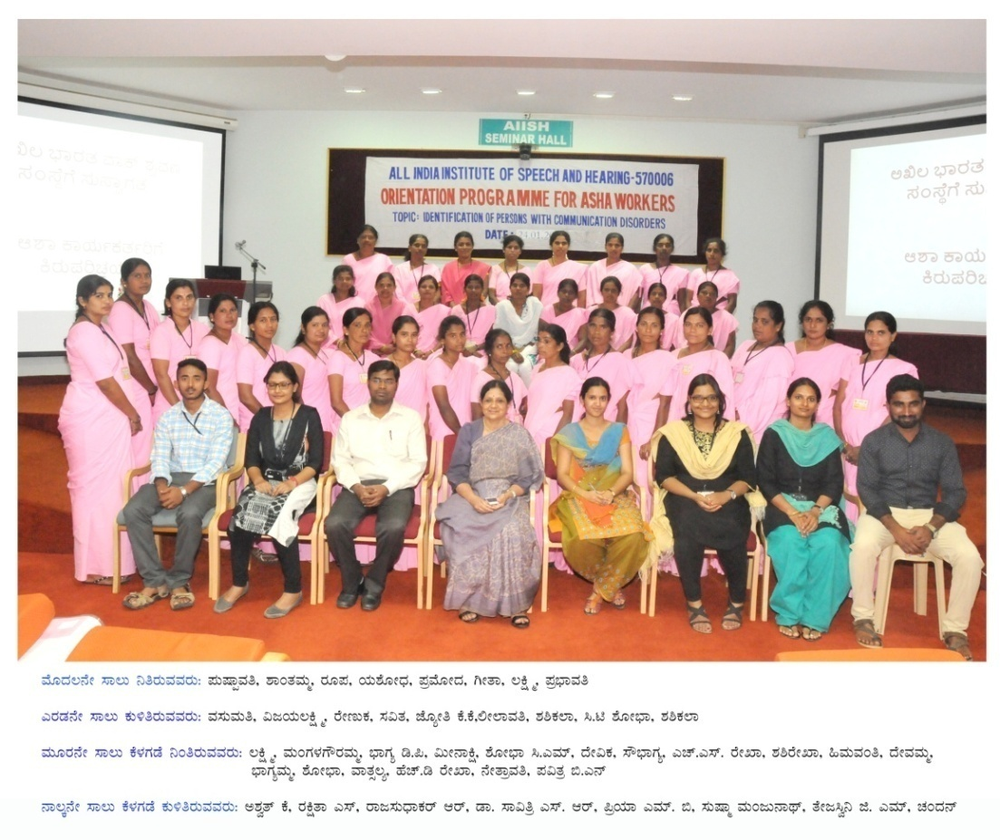 AIISH
SEMINAR HALL
ALL INDIA INSTITUTE OF SPEECH AND HEARING-570006
ORIENTATION PROGRAMME FOR ASHA WORKERS
TOPIC: IDENTIFICATION OF PERSONS WITH COMMUNICATION DISORDERS
DATE: 01
ಭಾರತ
ಸಂಸ್ಥೆಗೆ ಸುಸ್ವಾಗತ
ಆಶಾ ಕಾರ್ಯಕರ್ತರಿಗೆ
ಕಿರುಪರಿಚಯ
ಅಖಿಲ ಭಾರತ
ಸಂಸ್ಥೆಗೆ ಸು
ಆಶಾ ಕಾಯ
ಕಿರುಪರಿಚ
ಮೊದಲನೇ ಸಾಲು ನಿತಿರುವವರು: ಪುಷ್ಪಾವತಿ, ಶಾಂತಮ್ಮ, ರೂಪ, ಯಶೋಧ, ಪ್ರಮೋದ, ಗೀತಾ, ಲಕ್ಷ್ಮಿ, ಪ್ರಭಾವತಿ
ಎರಡನೇ ಸಾಲು ಕುಳಿತಿರುವವರು: ವಸುಮತಿ, ವಿಜಯಲಕ್ಷ್ಮಿ, ರೇಣುಕ, ಸವಿತ, ಜ್ಯೋತಿ ಕೆ.ಕೆ,ಲೀಲಾವತಿ, ಶಶಿಕಲಾ, ಸಿ.ಟಿ ಶೋಭಾ, ಶಶಿಕಲಾ
ಮೂರನೇ ಸಾಲು ಕೆಳಗಡೆ ನಿಂತಿರುವವರು: ಲಕ್ಷ್ಮಿ, ಮಂಗಳಗೌರಮ್ಮ, ಭಾಗ್ಯ ಡಿ.ಪಿ, ಮೀನಾಕ್ಷಿ, ಶೋಭಾ ಸಿ.ಎಮ್, ದೇವಿಕ, ಸೌಭಾಗ್ಯ, ಎಚ್.ಎಸ್. ರೇಖಾ, ಶಶಿರೇಖಾ, ಹಿಮವಂತಿ, ದೇವಮ್ಮ,
ಭಾಗ್ಯಮ್ಮ, ಶೋಭಾ, ವಾತ್ಸಲ್ಯ, ಹೆಚ್.ಡಿ ರೇಖಾ, ನೇತ್ರಾವತಿ, ಪವಿತ್ರ ಬಿ.ಎನ್
ನಾಲ್ಕನೇ ಸಾಲು ಕೆಳಗಡೆ ಕುಳಿತಿರುವವರು: ಅಶ್ವತ್ ಕೆ, ರಕ್ಷಿತಾ ಎಸ್, ರಾಜಸುಧಾಕರ್ ಆರ್, ಡಾ. ಸಾವಿತ್ರಿ ಎಸ್. ಆರ್, ಪ್ರಿಯಾ ಎಮ್. ಬಿ, ಸುಷ್ಮಾ ಮಂಜುನಾಥ್, ತೇಜಸ್ವಿನಿ ಜಿ. ಎಮ್, ಚಂದನ್